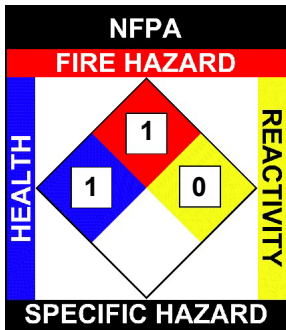 NFPA
FIRE HAZARD
HEALTH
1
1
0
REACTIVITY
SPECIFIC HAZARD